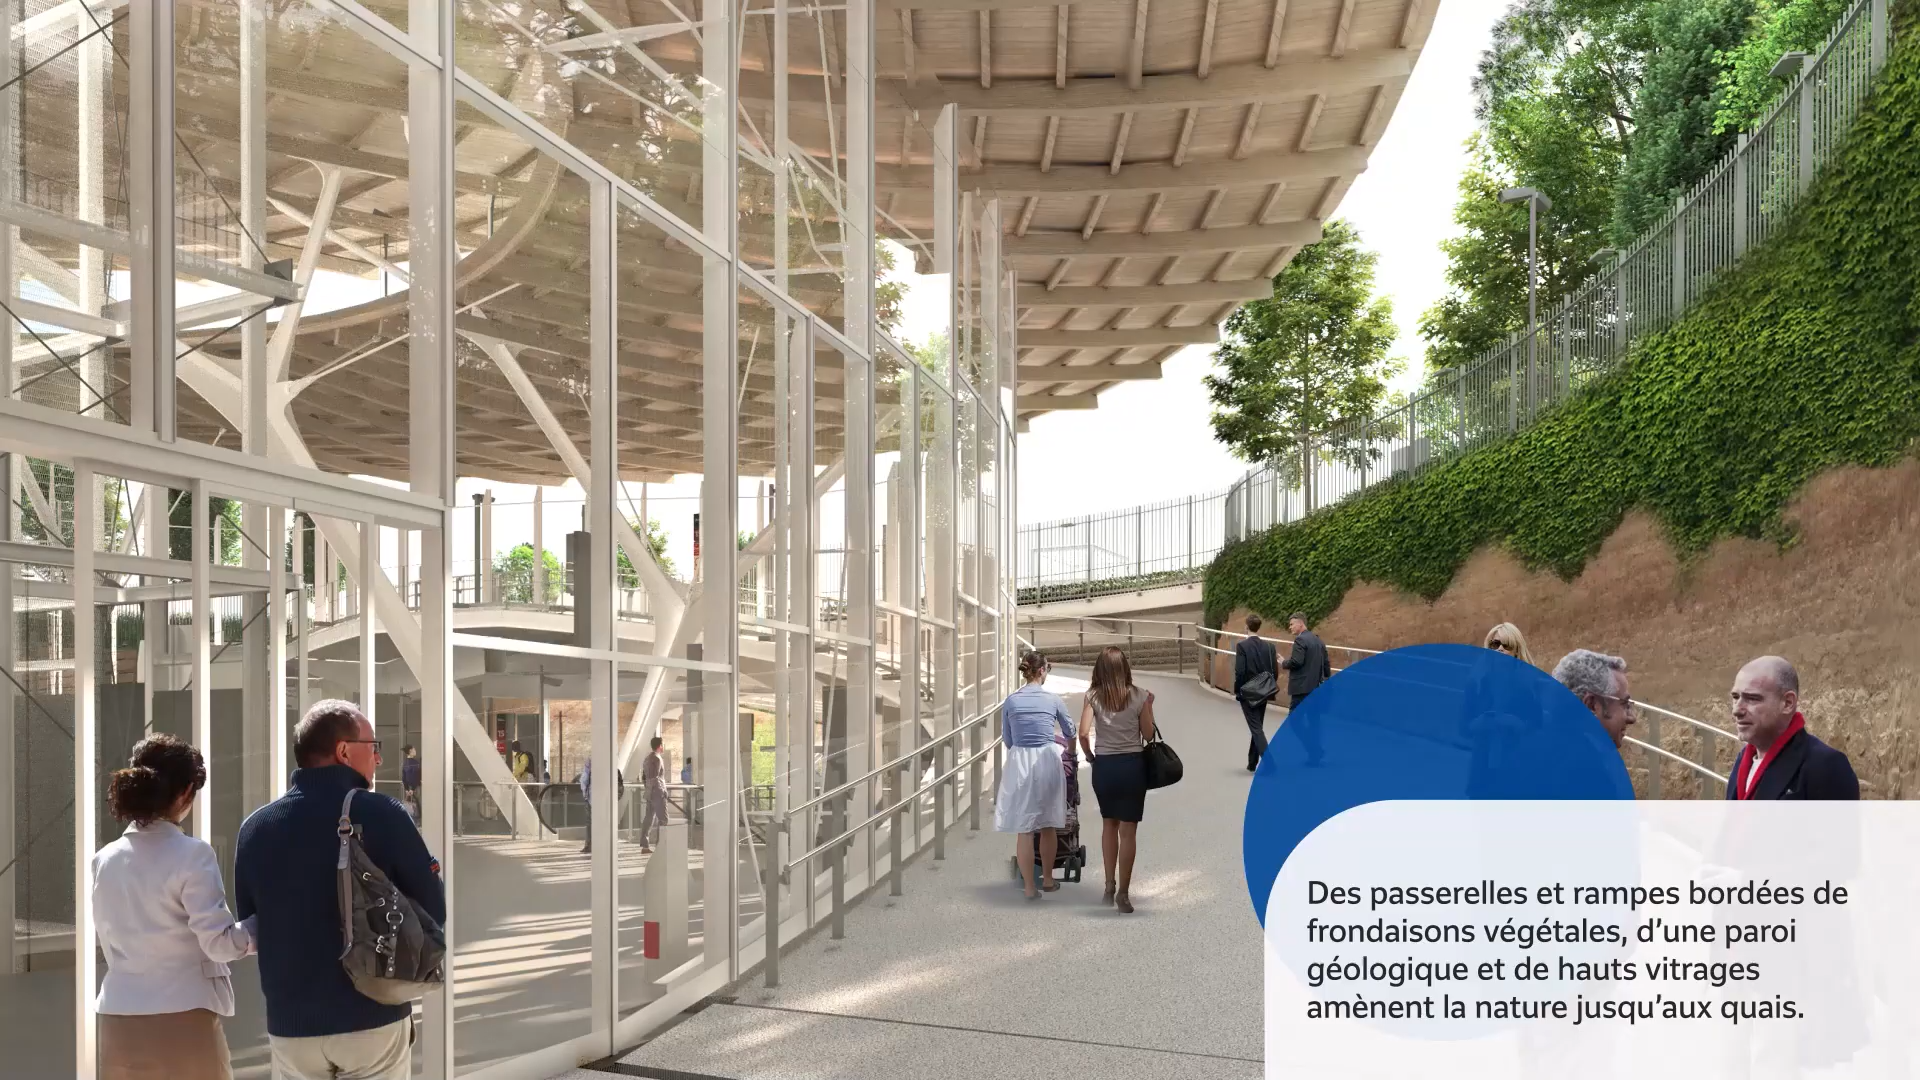 Des passerelles et rampes bordées de
frondaisons végétales, d'une paroi
géologique et de hauts vitrages
amènent la nature jusqu'aux quais.